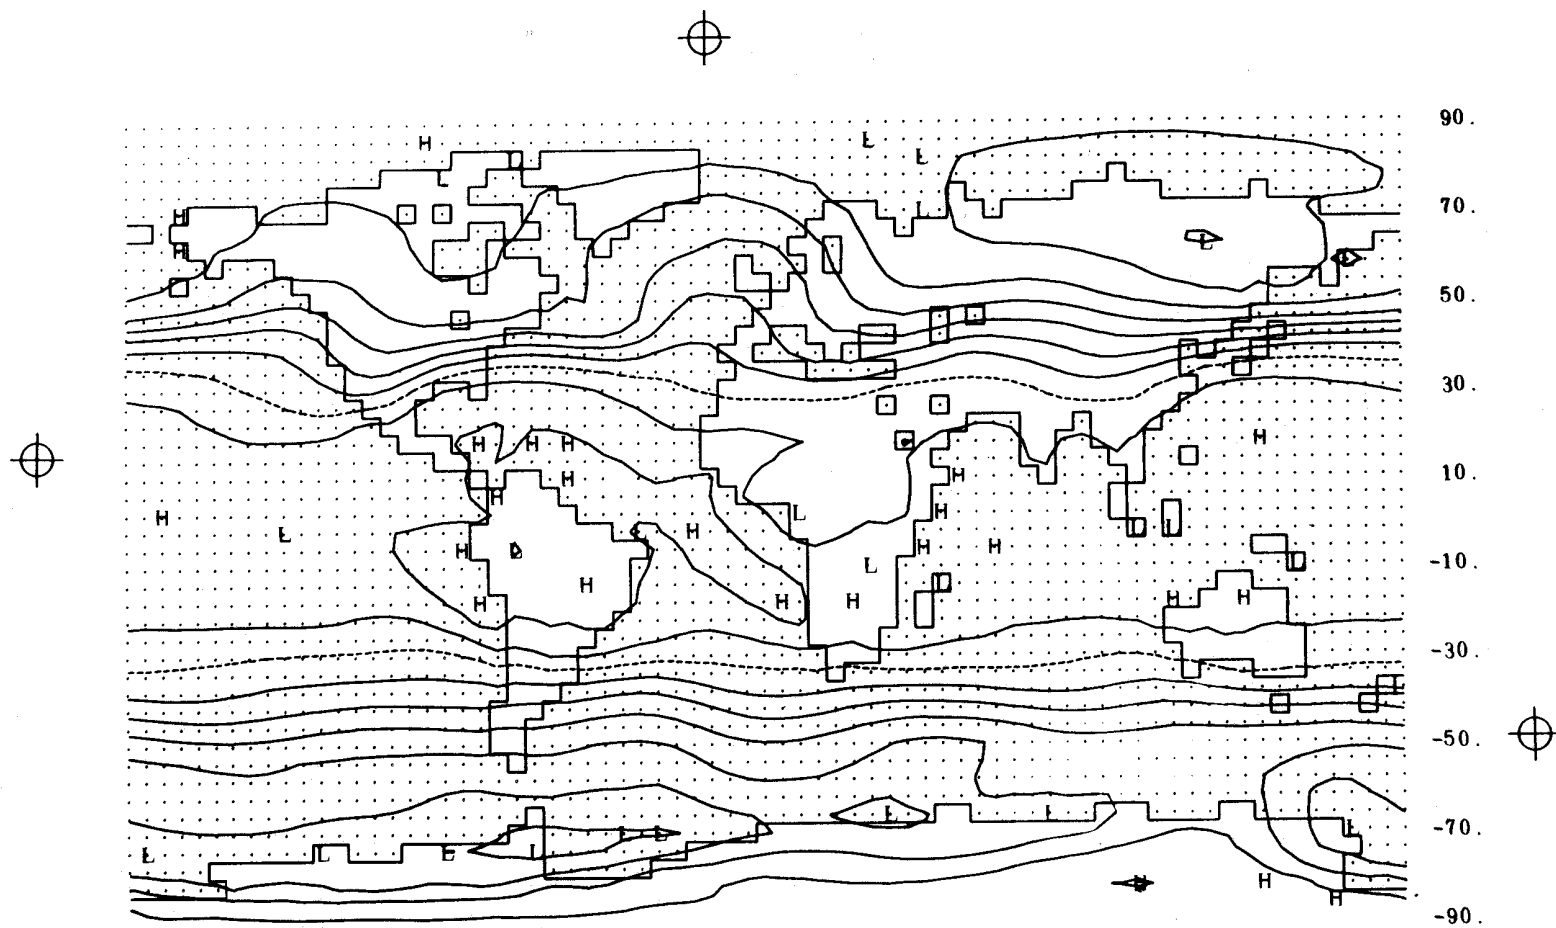 H L
90.
L
L
H L 70.
H L
50.
30.
H H H H
H
H 10.
H L H
H L H L
H L H H -10.
L L
H L
H H H H H
-30.
-50.
L L
L L L -70.
L L L L
H H H
-90.